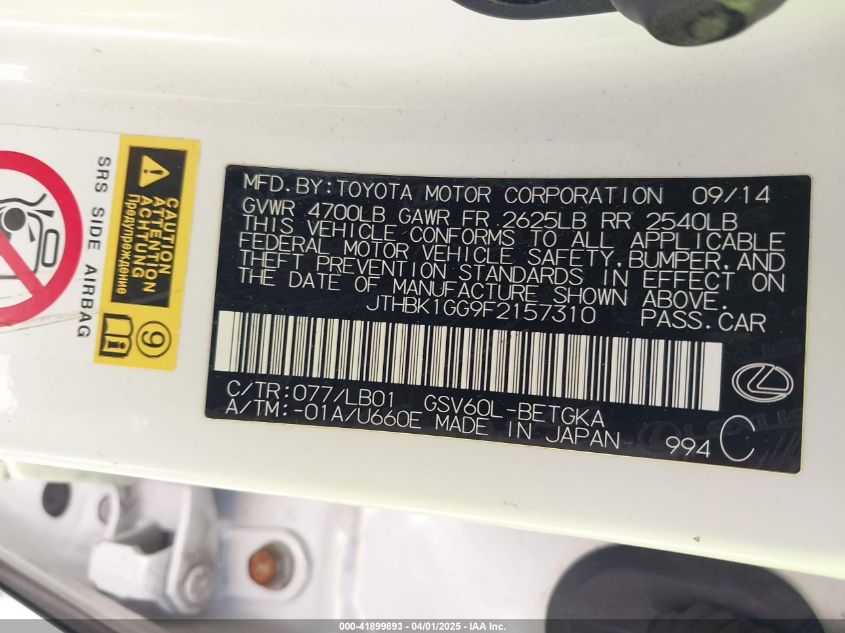 MFD.BY:TOYOTA MOTOR CORPORATION 09/14
GVWR 4700LB GAWR FR 2625LB RR 2540LB
THIS VEHICLE CONFORMS TO ALL APPLICABLE
FEDERAL MOTOR VEHICLE SAFETY,BUMPER,AND
THEFT PREVENTION STANDARDS IN EFFECT ON
THE DATE OF MANUFACTURE SHOWN ABOVE.
JTHBK1GG9F2157310 PASS.CAR
C/TR:077/LB01 GSV60L-BETGKA
A/TM:-01A/U660E MADE IN JAPAN 994 C
SRS SIDE AIRBAG
CAUTION
ATTENTION
ACHTUNG
Предупреждение
9
000-41899893 - 04/01/2025 - IAA Inc.